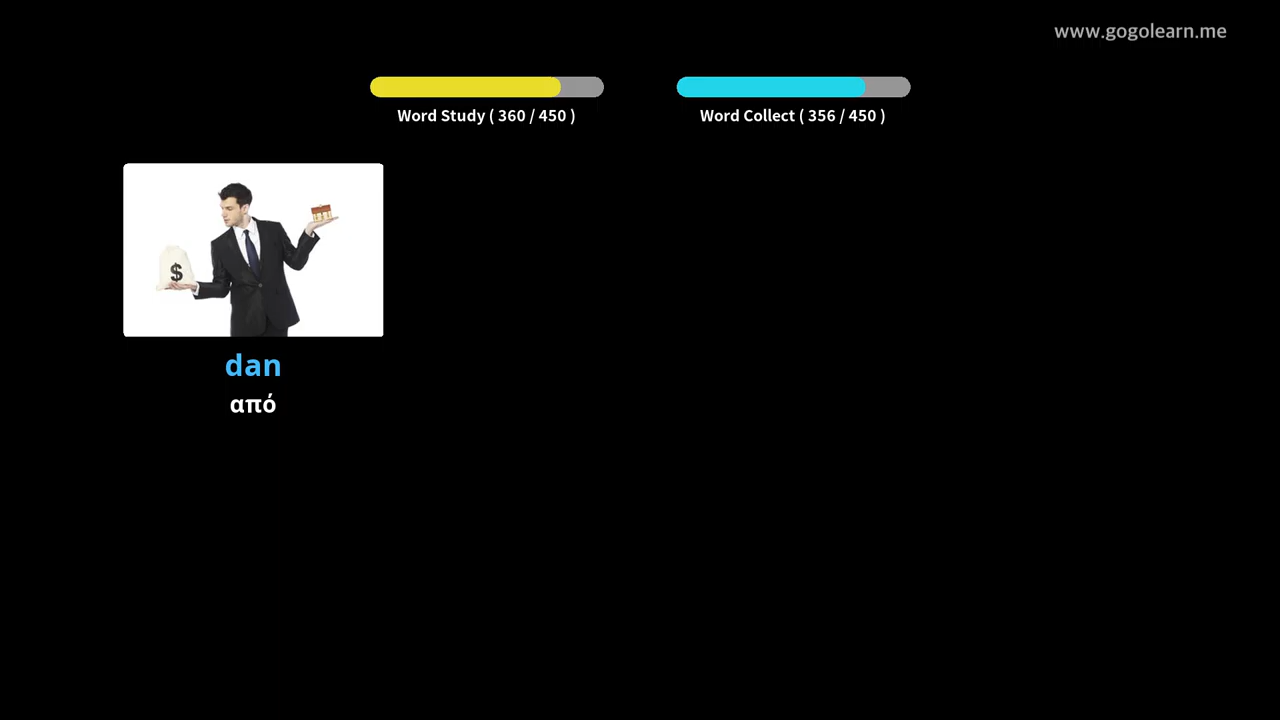 www.gogolearn.me
Word Study ( 360 / 450 )
Word Collect ( 356 / 450 )
$
dan
από